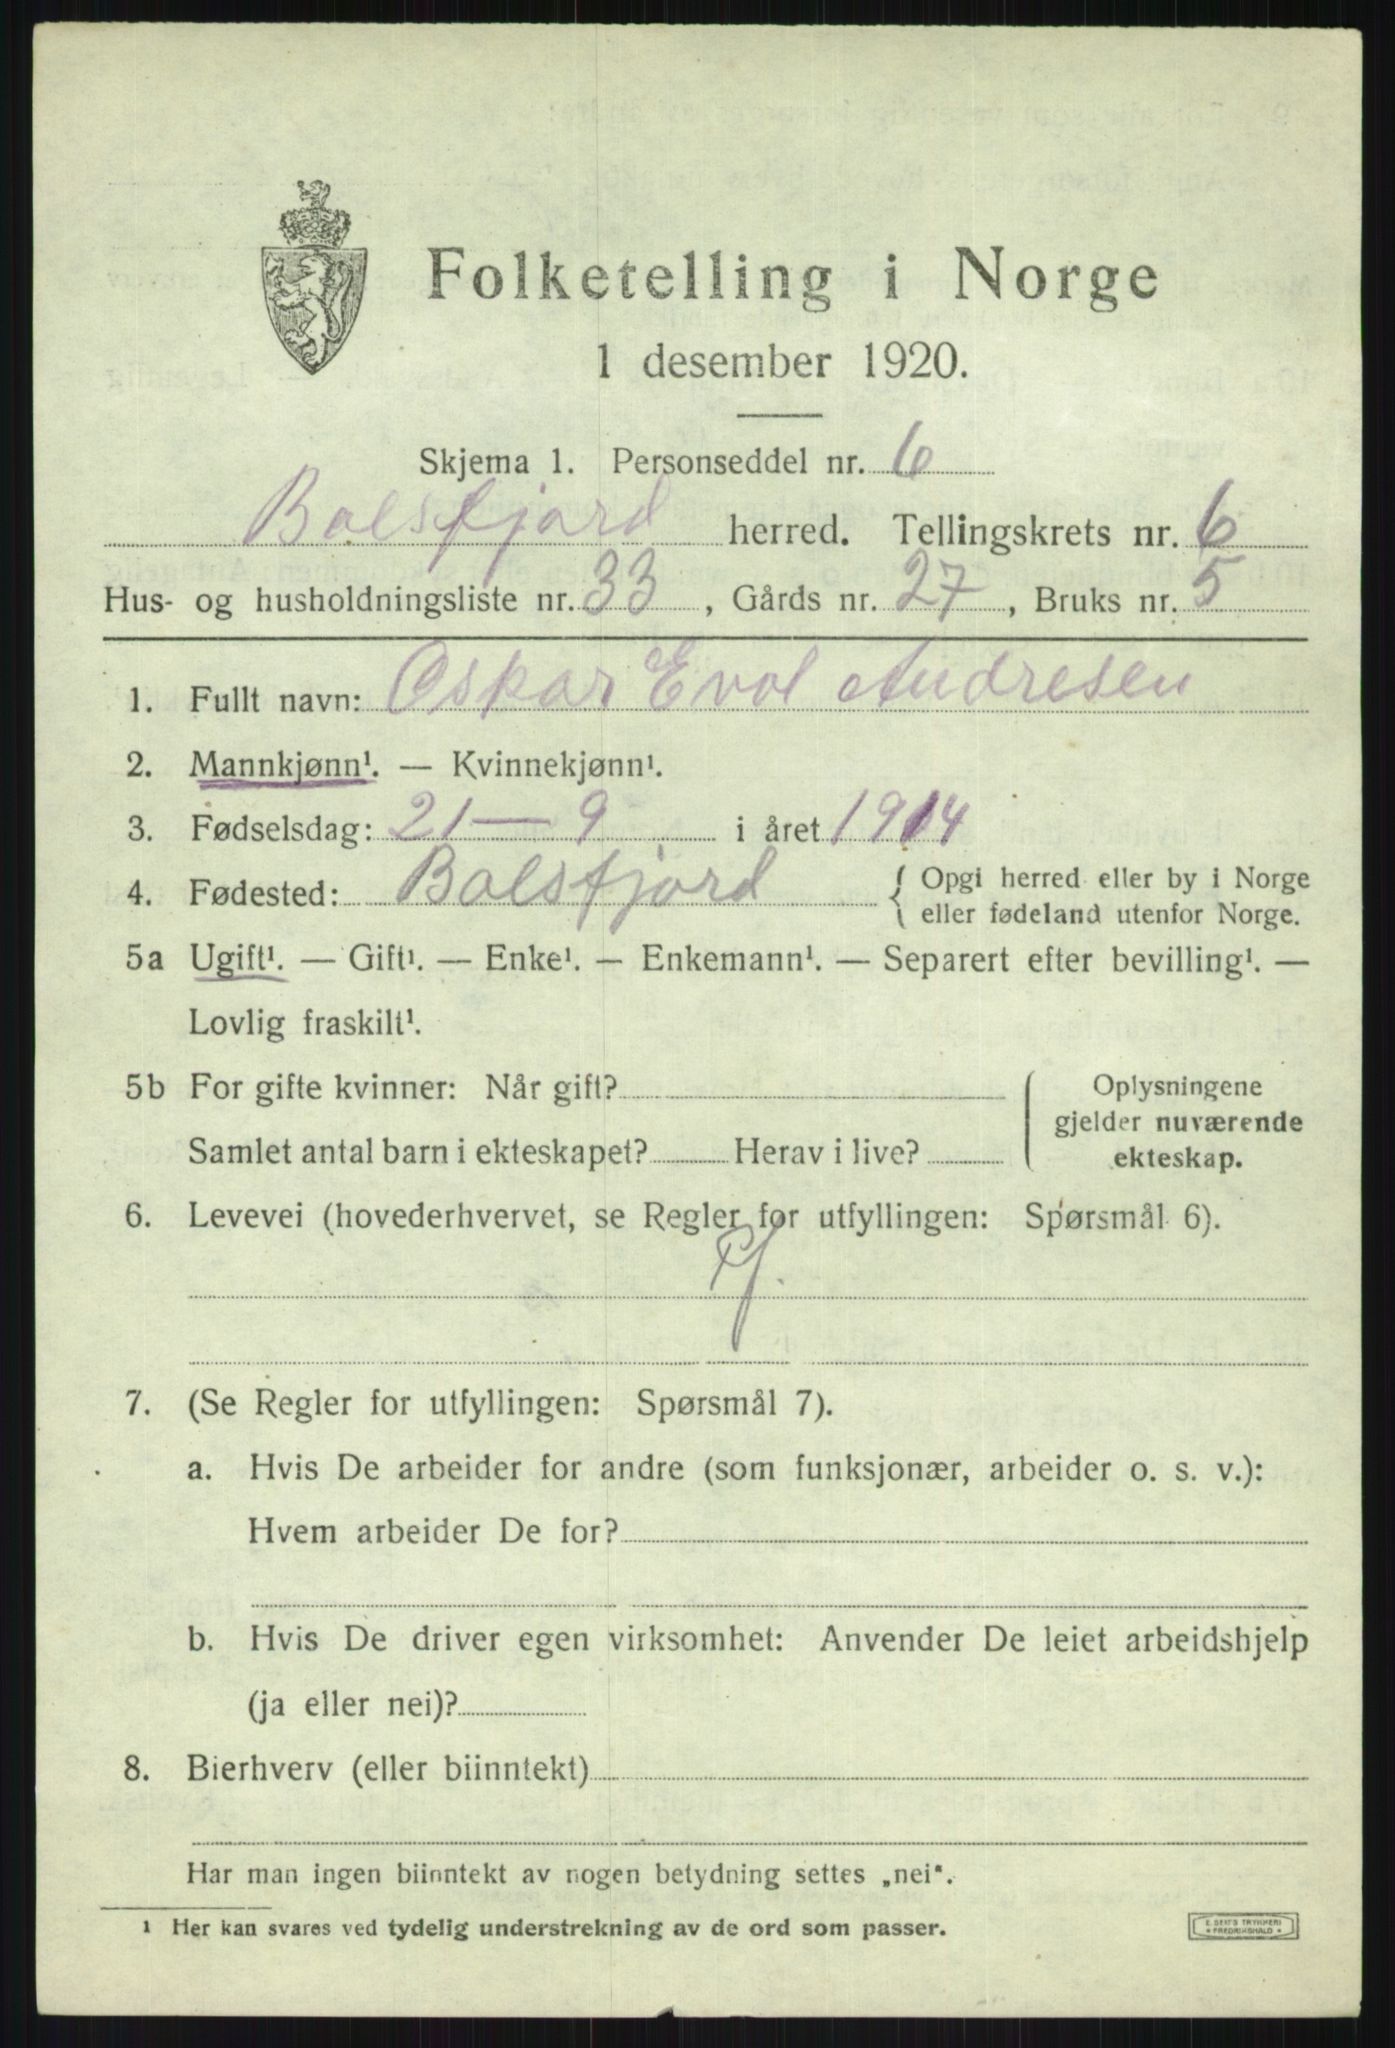 Folketelling i Norge
1 desember 1920.
Skjema 1. Personseddel nr. 6
Balsfjord herred. Tellingskrets nr. 6
Hus- og husholdningsliste nr. 33, Gårds nr. 27, Bruks nr. 5
1. Fullt navn: Oskar Evol Andresen
2. Mannkjønn¹. — Kvinnekjønn¹.
3. Fødselsdag: 21 — 9 i året 1914
4. Fødested: Balsfjord { Opgi herred eller by i Norge
eller fødeland utenfor Norge.
5a Ugift¹. — Gift¹. — Enke¹. — Enkemann¹. — Separert efter bevilling¹. —
Lovlig fraskilt¹.
5b For gifte kvinner: Når gift?
Samlet antal barn i ekteskapet? Herav i live?
Oplysningene
gjelder nuværende
ekteskap.
6. Levevei (hovederhvervet, se Regler for utfyllingen: Spørsmål 6).
7. (Se Regler for utfyllingen: Spørsmål 7).
a. Hvis De arbeider for andre (som funksjonær, arbeider o. s. v.):
Hvem arbeider De for?
b. Hvis De driver egen virksomhet: Anvender De leiet arbeidshjelp
(ja eller nei)?
8. Bierhverv (eller biinntekt)
Har man ingen biinntekt av nogen betydning settes „nei“.
¹ Her kan svares ved tydelig understrekning av de ord som passer.
E. SEM'S TRYKKERI
FREDRIKSHALD